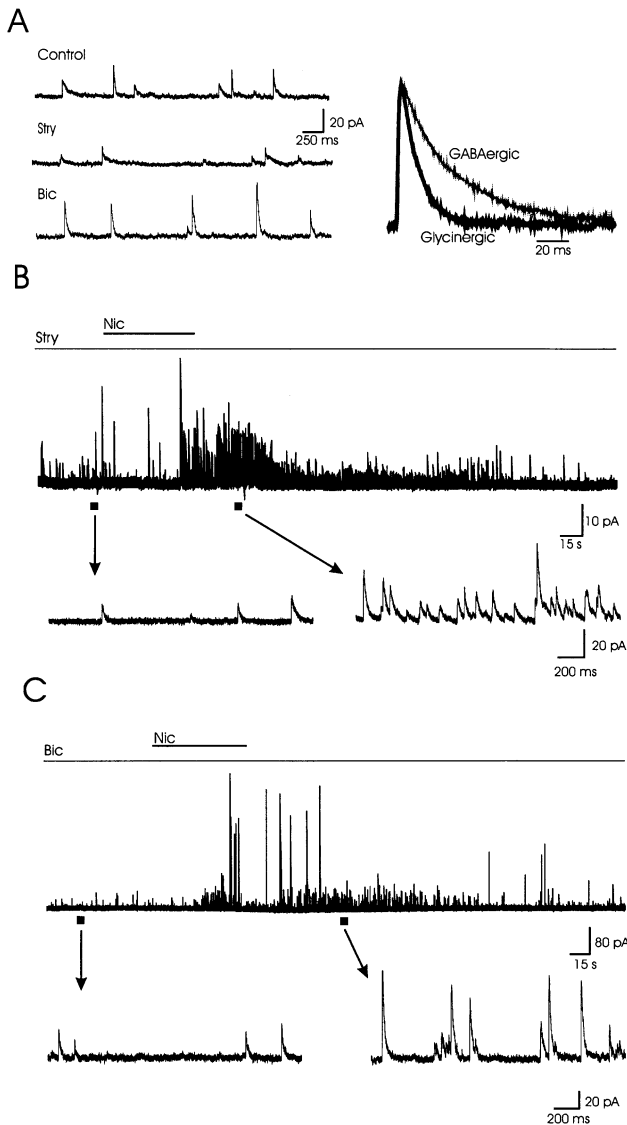 A
Control
20 pA
250 ms
Stry
Bic
GABAergic
Glycinergic
20 ms
B
Nic
Stry
10 pA
15 s
20 pA
200 ms
C
Nic
Bic
80 pA
15 s
20 pA
200 ms